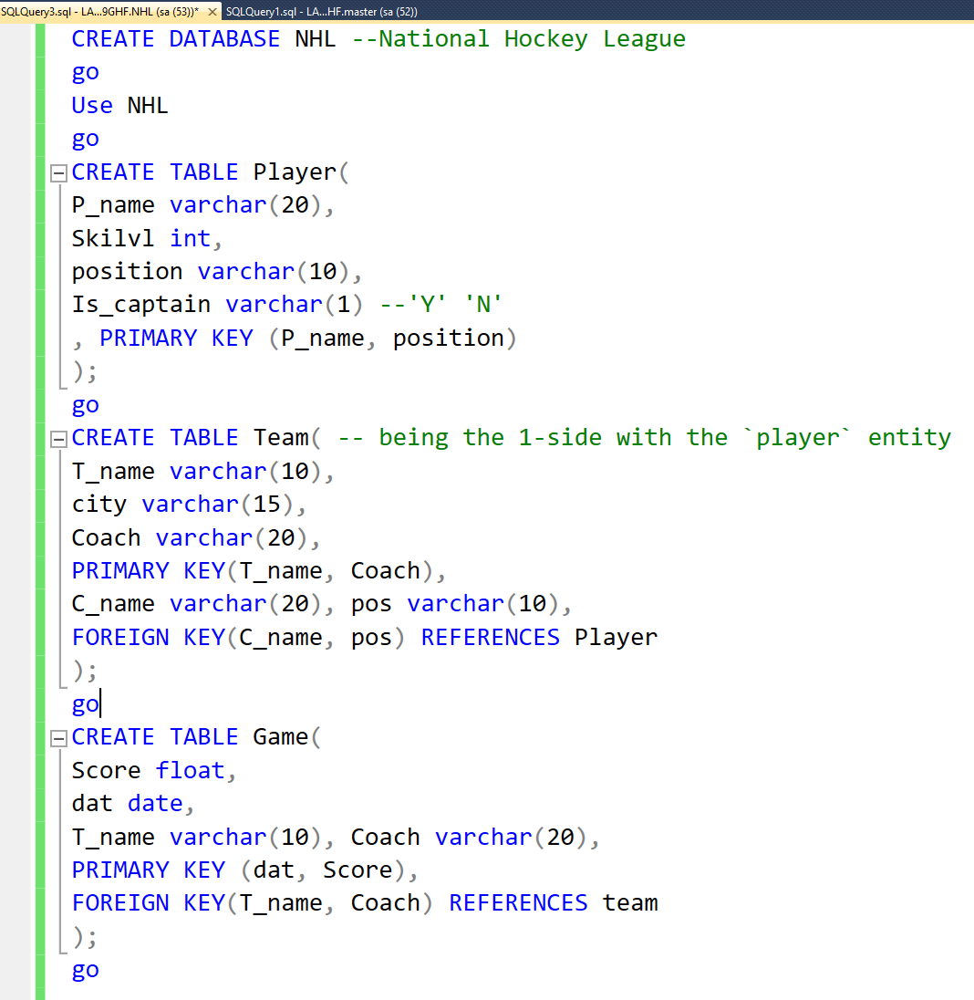 SQLQuery3.sql - LA...9GHF.NHL (sa (53))* × SQLQuery1.sql - LA...HF.master (sa (52))
CREATE DATABASE NHL --National Hockey League
go
Use NHL
go
CREATE TABLE Player(
P_name varchar(20),
Skilvl int,
position varchar(10),
Is_captain varchar(1) --'Y' 'N'
, PRIMARY KEY (P_name, position)
);
go
CREATE TABLE Team( -- being the 1-side with the `player` entity
T_name varchar(10),
city varchar(15),
Coach varchar(20),
PRIMARY KEY(T_name, Coach),
C_name varchar(20), pos varchar(10),
FOREIGN KEY(C_name, pos) REFERENCES Player
);
go
CREATE TABLE Game(
Score float,
dat date,
T_name varchar(10), Coach varchar(20),
PRIMARY KEY (dat, Score),
FOREIGN KEY(T_name, Coach) REFERENCES team
);
go